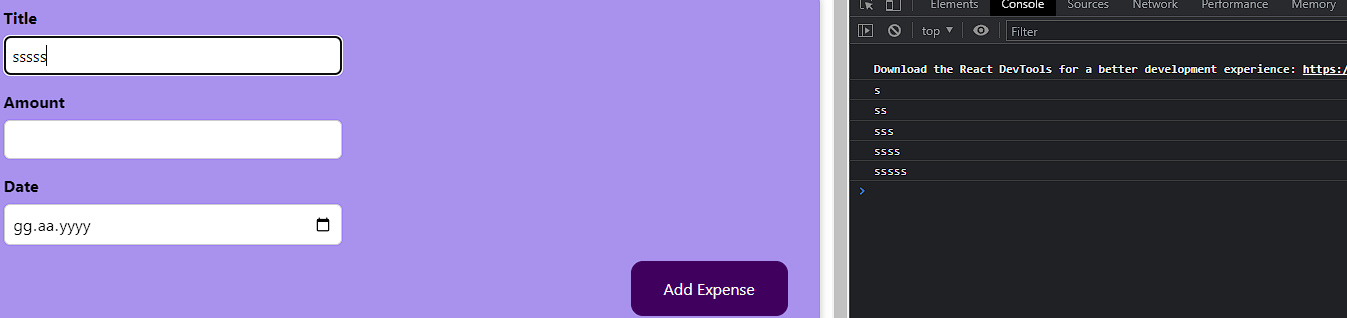 Title
sssss
Amount
Date
gg.aa.yyyy
Add Expense
Elements Console Sources Network Performance Memory
top Filter
Download the React DevTools for a better development experience: https:/
s
ss
sss
ssss
sssss